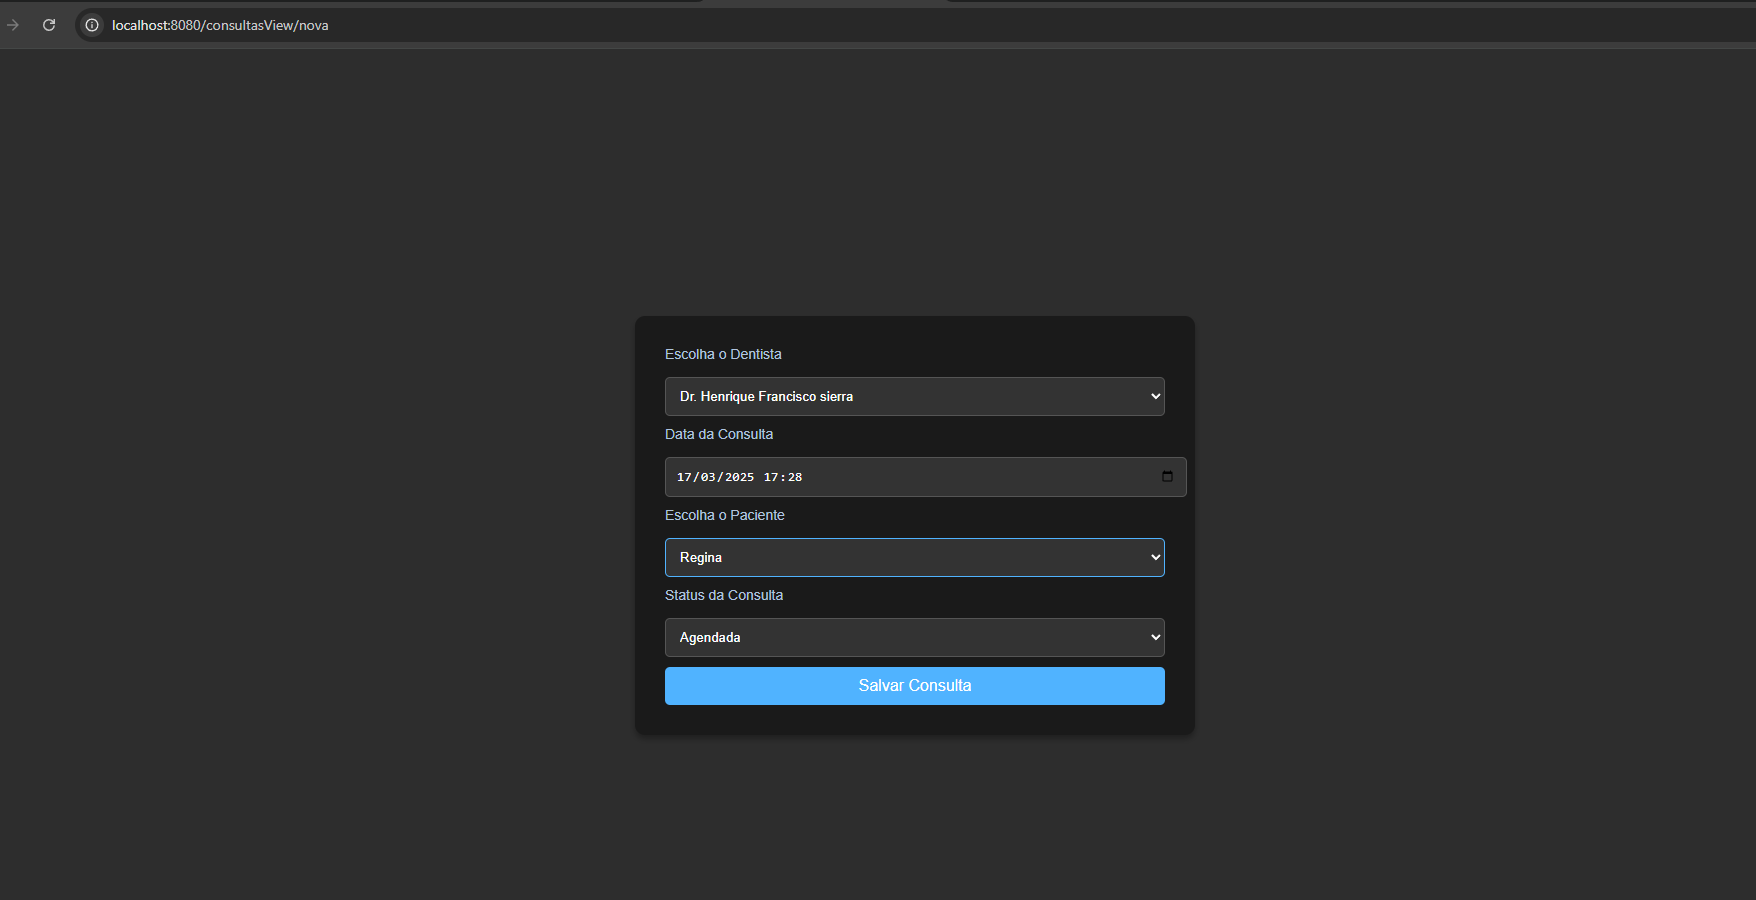 localhost:8080/consultasView/nova
Escolha o Dentista
Dr. Henrique Francisco sierra
Data da Consulta
17/03/2025 17:28
Escolha o Paciente
Regina
Status da Consulta
Agendada
Salvar Consulta